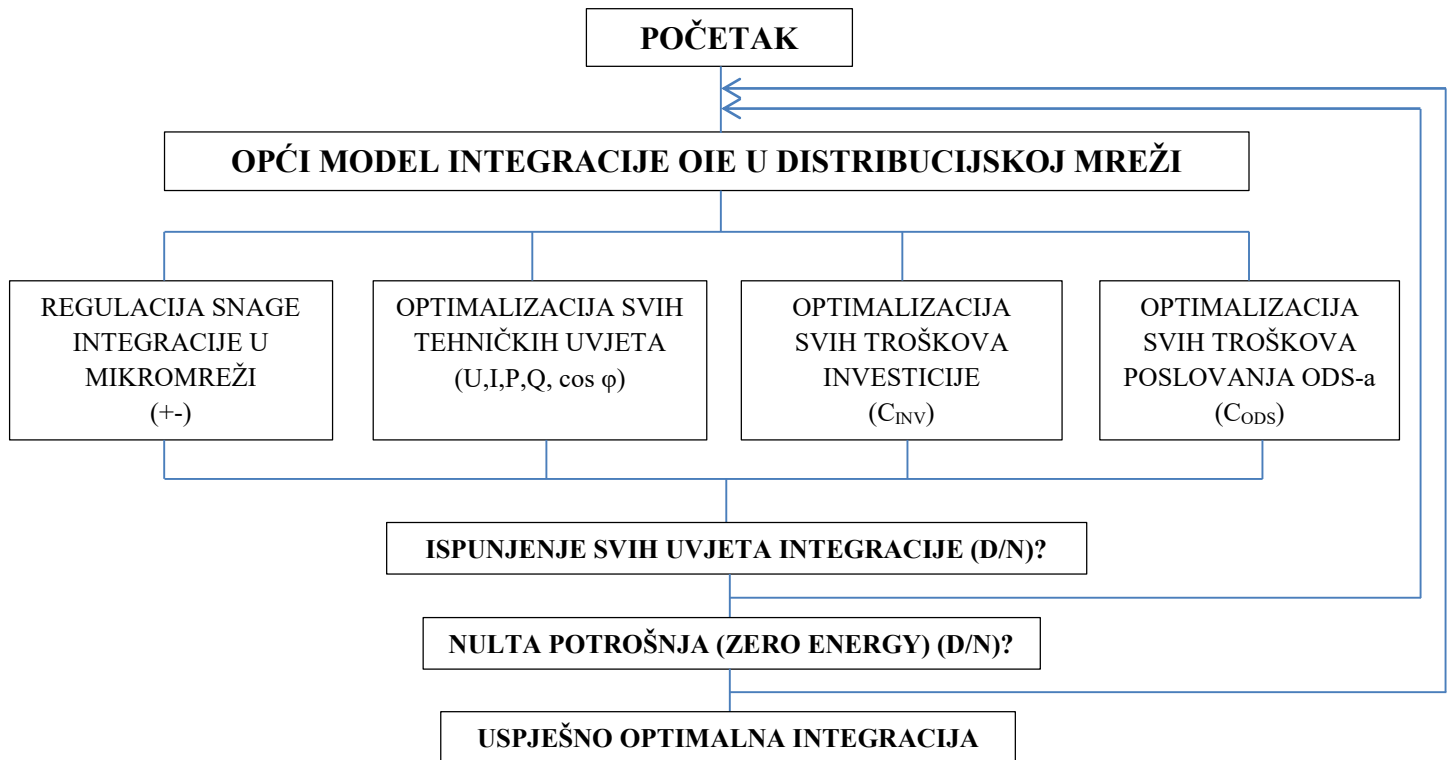 POČETAK
OPĆI MODEL INTEGRACIJE OIE U DISTRIBUCIJSKOJ MREŽI
REGULACIJA SNAGE
INTEGRACIJE U
MIKROMREŽI
(+-)
OPTIMALIZACIJA SVIH
TEHNIČKIH UVJETA
(U,I,P,Q, cos φ)
OPTIMALIZACIJA
SVIH TROŠKOVA
INVESTICIJE
(CINV)
OPTIMALIZACIJA
SVIH TROŠKOVA
POSLOVANJA ODS-a
(CODS)
ISPUNJENJE SVIH UVJETA INTEGRACIJE (D/N)?
NULTA POTROŠNJA (ZERO ENERGY) (D/N)?
USPJEŠNO OPTIMALNA INTEGRACIJA